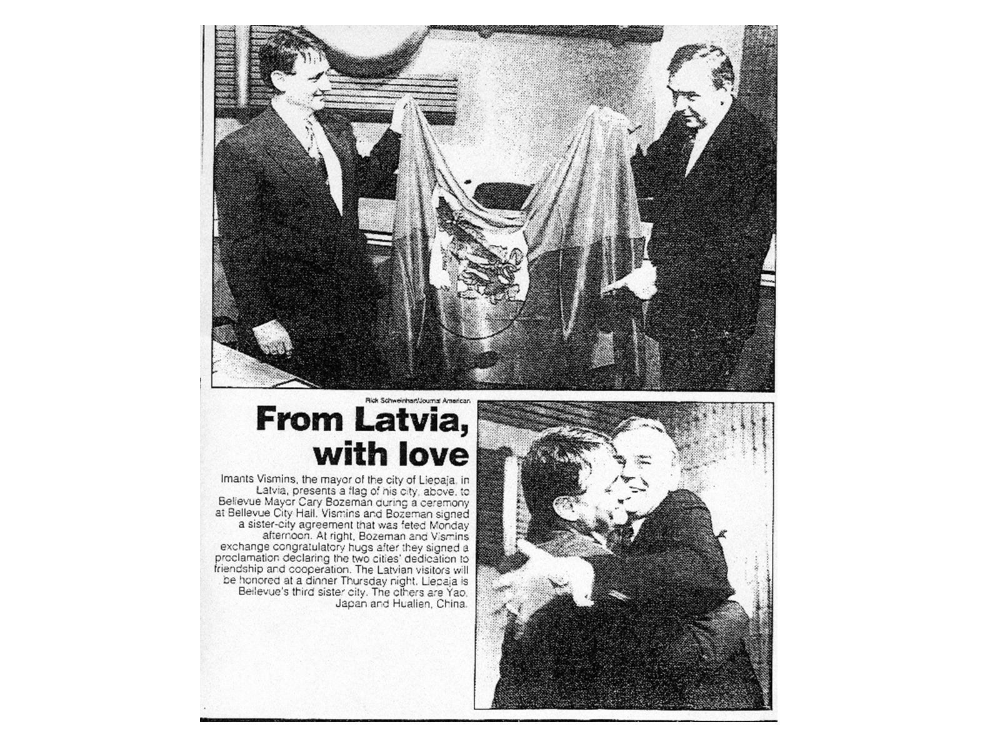 Rick Schweinhart/Journal American
From Latvia,
with love
Imants Vismins, the mayor of the city of Liepaja, in
Latvia, presents a flag of his city, above, to
Bellevue Mayor Cary Bozeman during a ceremony
at Bellevue City Hall. Vismins and Bozeman signed
a sister-city agreement that was feted Monday
afternoon. At right, Bozeman and Vismins
exchange congratulatory hugs after they signed a
proclamation declaring the two cities' dedication to
friendship and cooperation. The Latvian visitors will
be honored at a dinner Thursday night. Liepaja is
Bellevue's third sister city. The others are Yao,
Japan and Hualien, China.